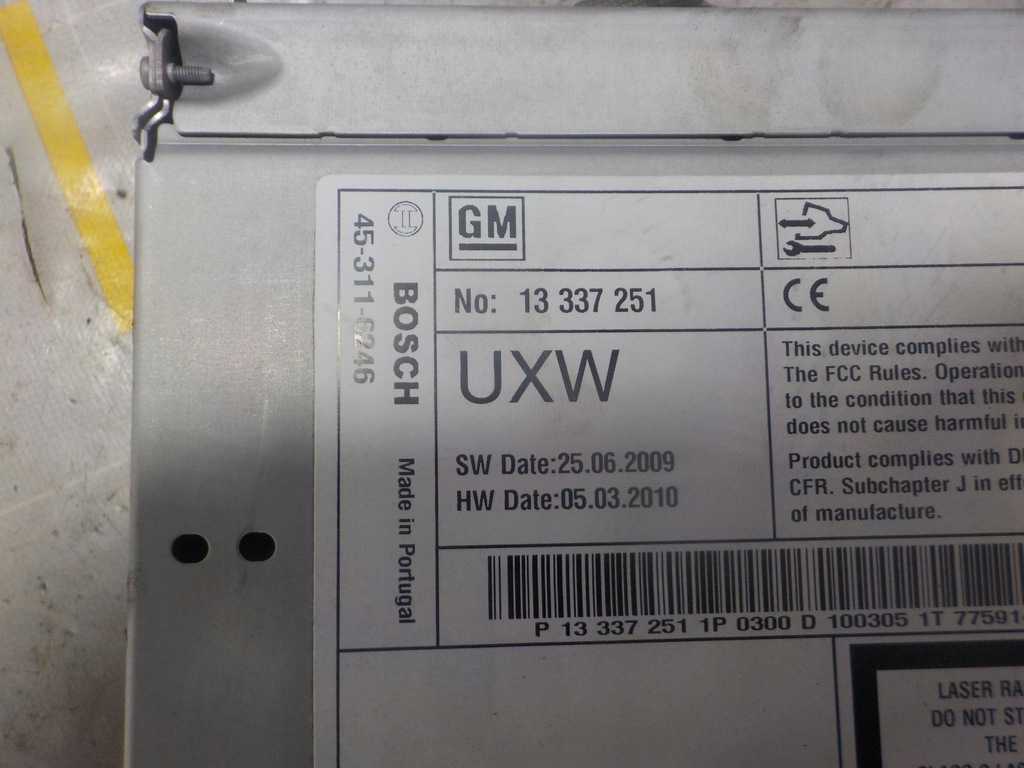 45-311-6246
BOSCH
Made in Portugal
GM
No: 13 337 251
CE
UXW
SW Date:25.06.2009
HW Date:05.03.2010
This device complies with
The FCC Rules. Operation
to the condition that this
does not cause harmful
Product complies with
CFR. Subchapter J in
of manufacture.
P 13 337 251 1P 0300 D 100305 1T 77591
LASER
DO NOT
THE